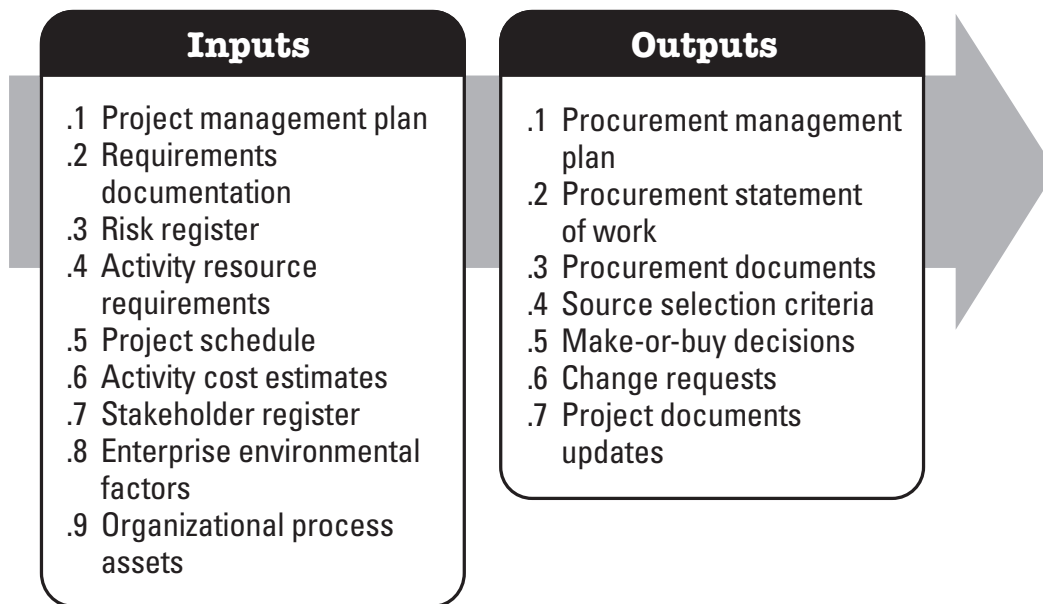 Inputs
.1 Project management plan
.2 Requirements
documentation
.3 Risk register
.4 Activity resource
requirements
.5 Project schedule
.6 Activity cost estimates
.7 Stakeholder register
.8 Enterprise environmental
factors
.9 Organizational process
assets
Outputs
.1 Procurement management
plan
.2 Procurement statement
of work
.3 Procurement documents
.4 Source selection criteria
.5 Make-or-buy decisions
.6 Change requests
.7 Project documents
updates